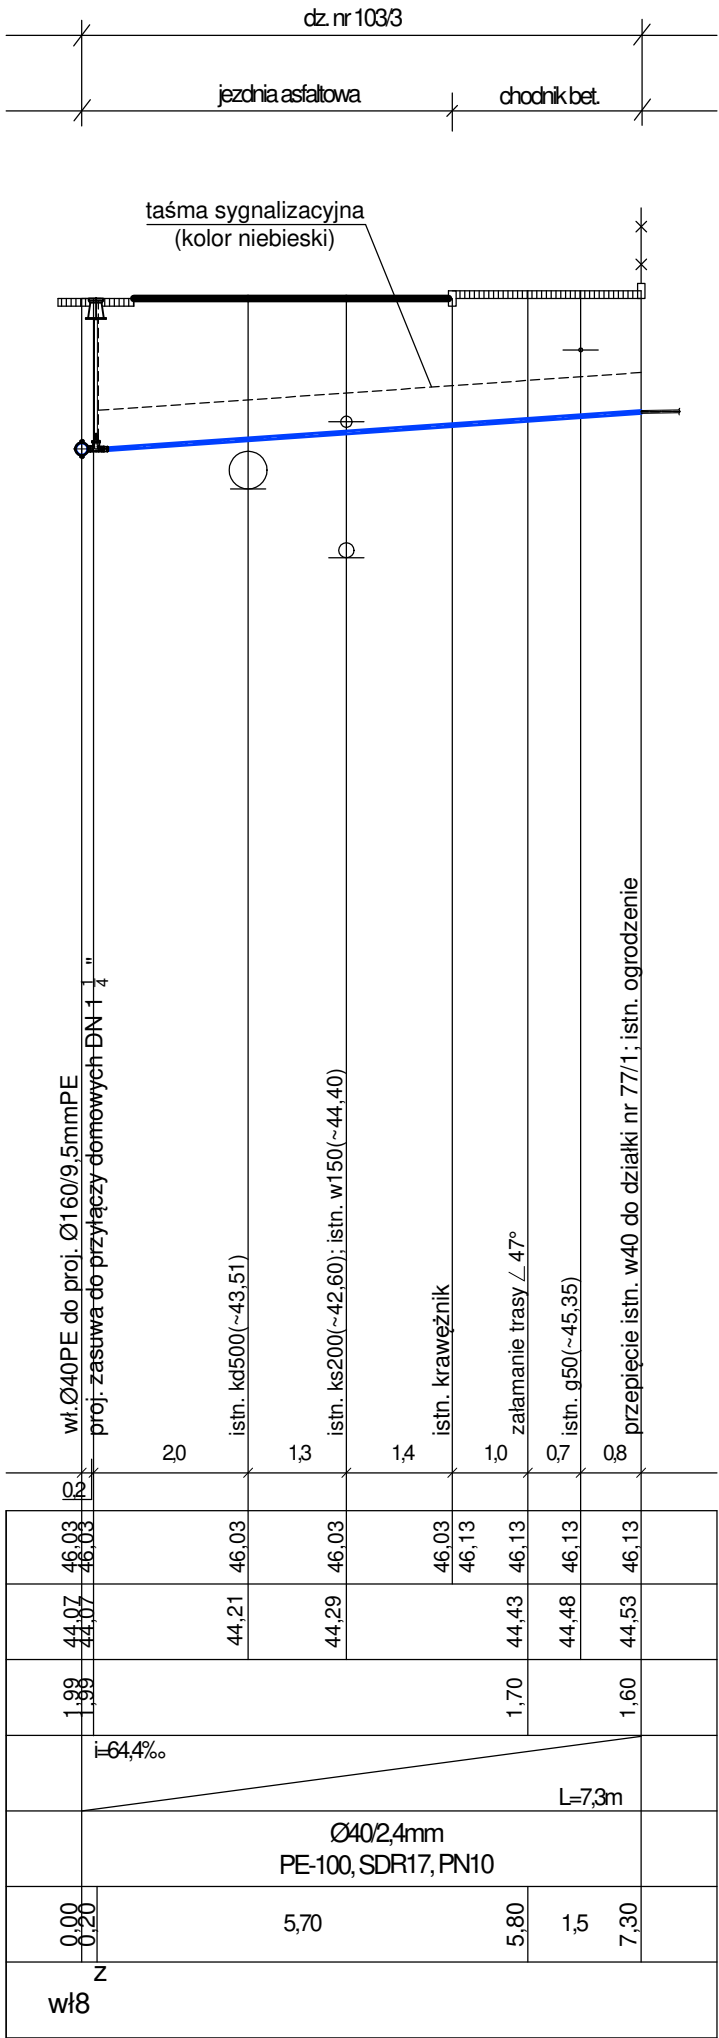 dz. nr 103/3
jezdnia asfaltowa
chodnik bet.
taśma sygnalizacyjna
(kolor niebieski)
wł.Ø40PE do proj. Ø160/9,5mmPE
proj. zasuwa do przyłączy domowych DN 1 1/4 "
istn. kd500(~43,51)
istn. ks200(~42,60); istn. w150(~44,40)
istn. krawężnik
załamanie trasy ∠ 47°
istn. g50(~45,35)
przepięcie istn. w40 do działki nr 77/1; istn. ogrodzenie
0,2 2,0 1,3 1,4 1,0 0,7 0,8
46,03 46,03 46,03 46,03 46,03 46,13 46,13 46,13 46,13
44,07 44,07 44,21 44,29 44,43 44,48 44,53
1,99 1,99 1,70 1,60
i=64,4‰
L=7,3m
Ø40/2,4mm
PE-100, SDR17, PN10
0,00 0,20 5,70 5,80 1,5 7,30
z
wł8